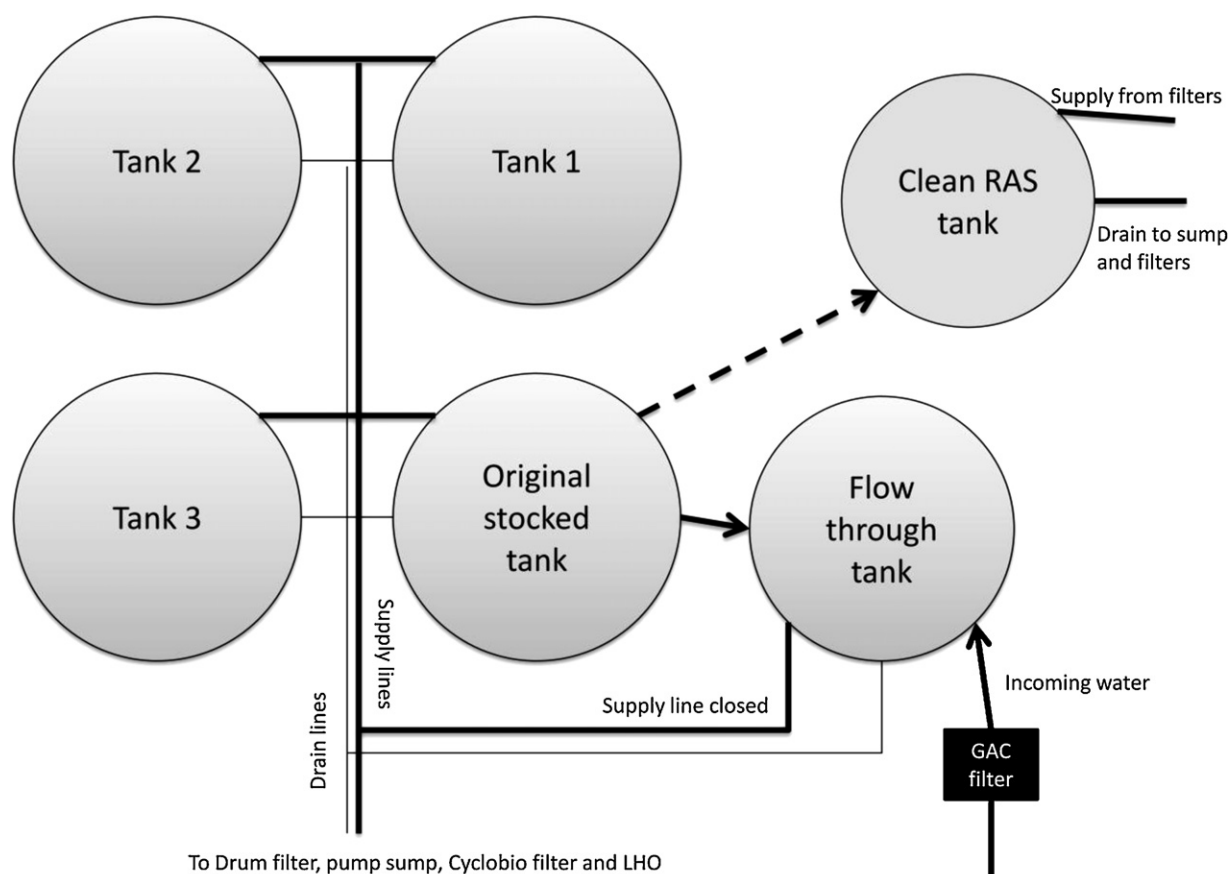 Tank 2
Tank 1
Supply from filters
Clean RAS
tank
Drain to sump
and filters
Tank 3
Original
stocked
tank
Flow
through
tank
Supply lines
Drain lines
Supply line closed
Incoming water
GAC
filter
To Drum filter, pump sump, Cyclobio filter and LHO